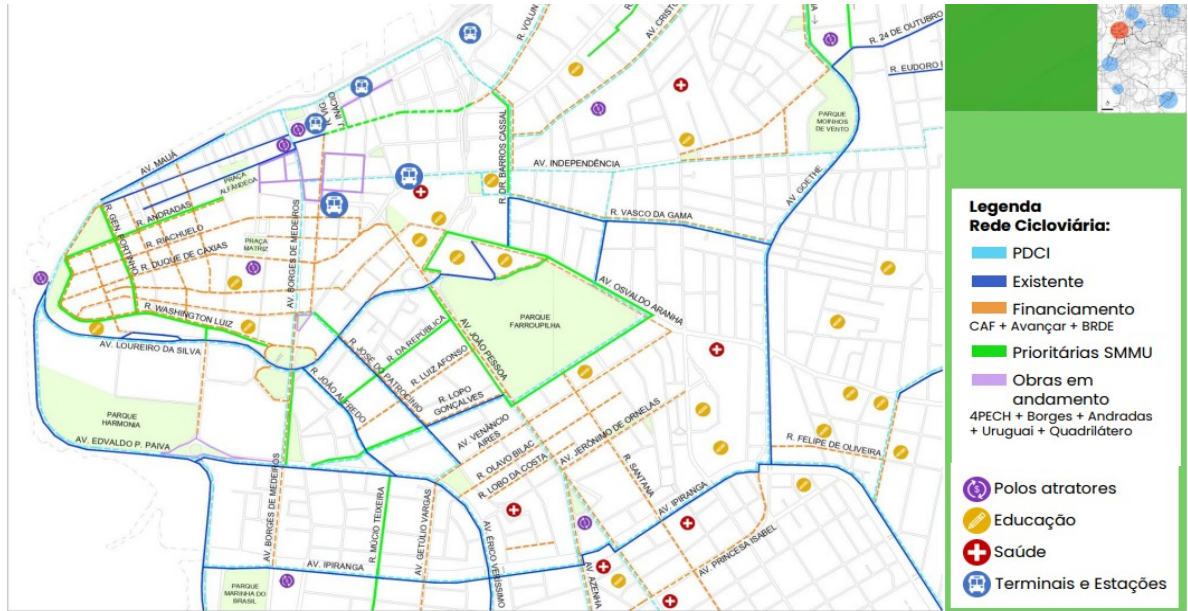 R. VOLUN
AV. CRISTO
R. 24 DE OUTUBRO
R. EUDORO
PARQUE
MOINHOS
DE VENTO
R. VIG.
J. INÁCIO
AV. MAUÁ
R. DR. BARROS CASSAL
AV. INDEPENDÊNCIA
AV. GOETHE
PRAÇA
ALFÂNDEGA
R. GEN. PORTINHO
R. ANDRADAS
R. RIACHUELO
R. DUQUE DE CAXIAS
PRAÇA
MATRIZ
AV. BORGES DE MEDEIROS
R. VASCO DA GAMA
AV. OSVALDO ARANHA
R. WASHINGTON LUIZ
AV. LOUREIRO DA SILVA
PARQUE
FARROUPILHA
AV. JOÃO PESSOA
R. DA REPÚBLICA
R. JOSÉ DO PATROCÍNIO
R. LUIZ AFONSO
R. LOPO
GONÇALVES
R. JOÃO ALFREDO
PARQUE
HARMONIA
AV. EDVALDO P. PAIVA
AV. VENÂNCIO
AIRES
R. OLAVO BILAC
R. LOBO DA COSTA
AV. JERÔNIMO DE ORNELAS
R. SANTANA
R. FELIPE DE OLIVEIRA
AV. BORGES DE MEDEIROS
R. MÚCIO TEIXEIRA
AV. GETÚLIO VARGAS
AV. ÉRICO VERÍSSIMO
AV. IPIRANGA
AV. IPIRANGA
AV. PRINCESA ISABEL
AV. AZENHA
PARQUE
MARINHA DO
BRASIL
Legenda
Rede Cicloviária:
PDCI
Existente
Financiamento
CAF + Avançar + BRDE
Prioritárias SMMU
Obras em
andamento
4PECH + Borges + Andradas
+ Uruguai + Quadrilátero
Polos atratores
Educação
Saúde
Terminais e Estações